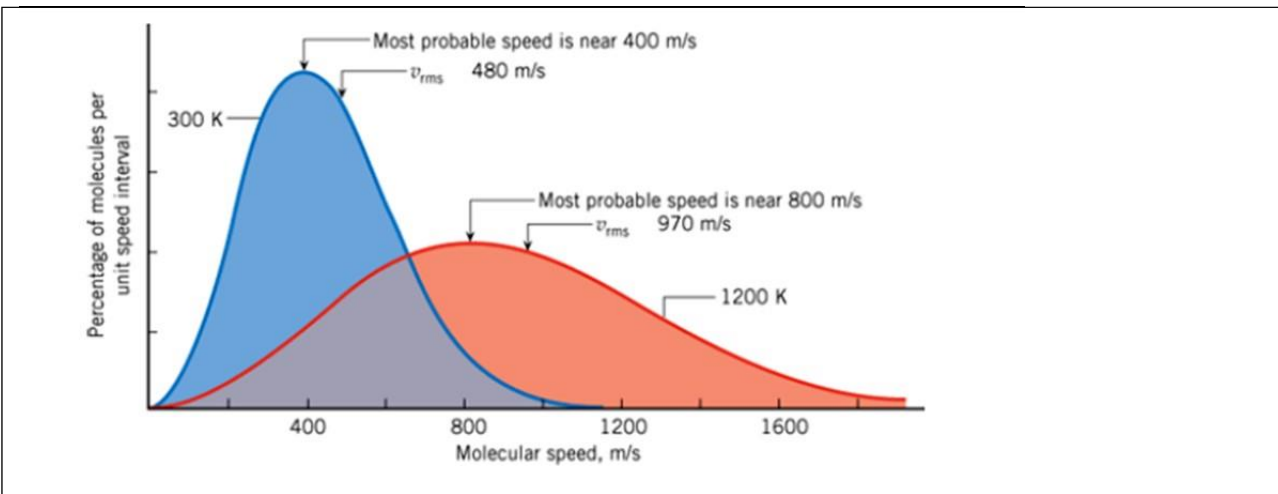 Most probable speed is near 400 m/s
vrms 480 m/s
300 K
Percentage of molecules per
unit speed interval
Most probable speed is near 800 m/s
vrms 970 m/s
1200 K
400 800 1200 1600
Molecular speed, m/s